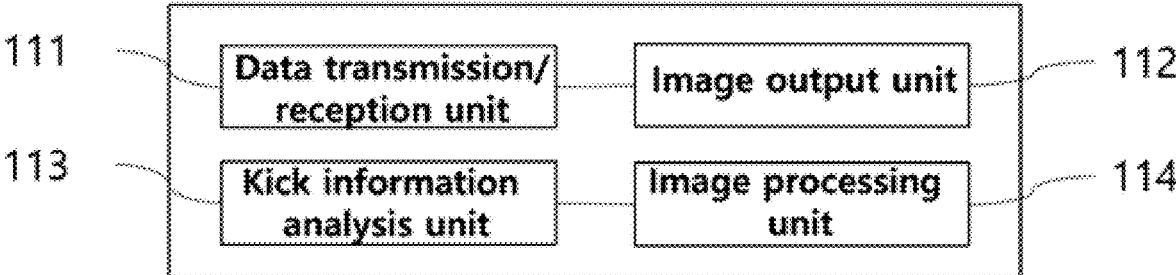 111
Data transmission/
reception unit
Image output unit
112
113
Kick information
analysis unit
Image processing
unit
114